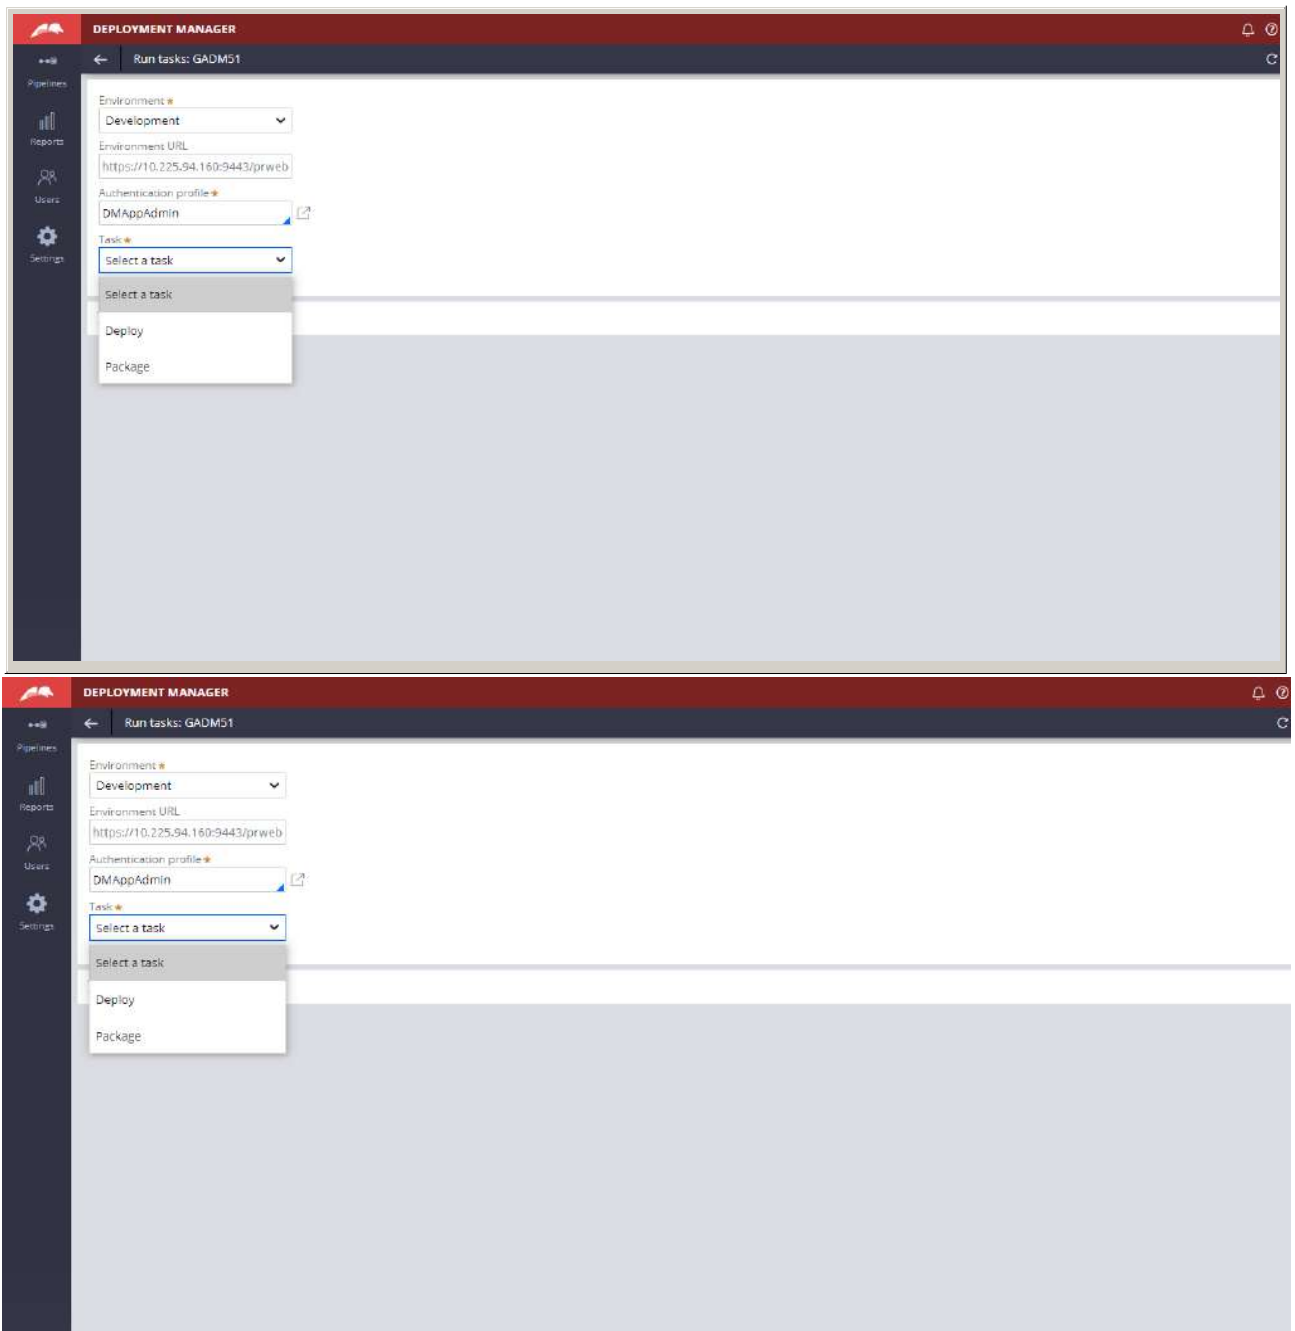 DEPLOYMENT MANAGER
Run tasks: GADM51
Pipelines
Reports
Users
Settings
Environment
Development
Environment URL
https://10.225.94.160:9443/prweb
Authentication profile
DMAppAdmin
Task
Select a task
Select a task
Deploy
Package
DEPLOYMENT MANAGER
Run tasks: GADM51
Pipelines
Reports
Users
Settings
Environment
Development
Environment URL
https://10.225.94.160:9443/prweb
Authentication profile
DMAppAdmin
Task
Select a task
Select a task
Deploy
Package